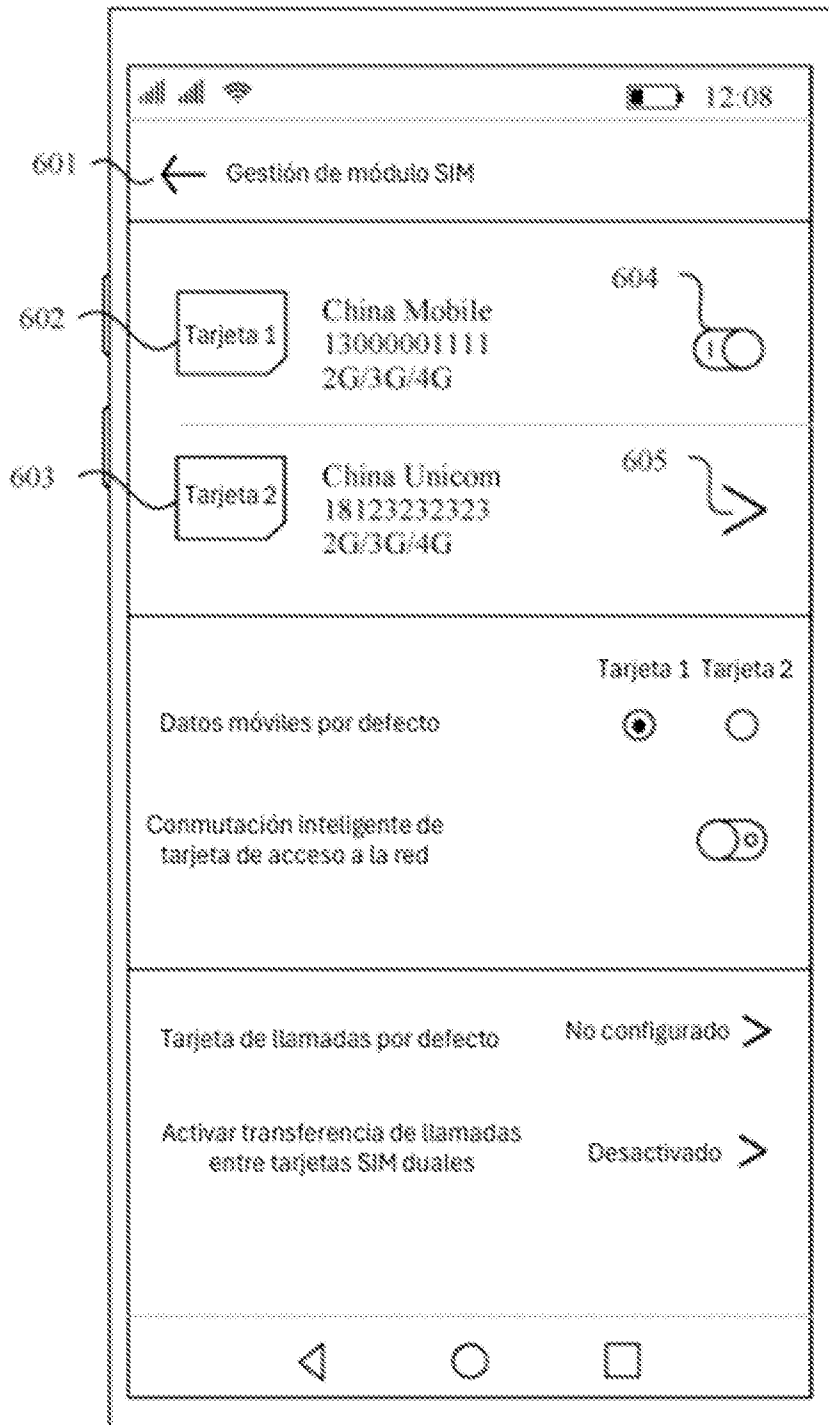 12:08
601
Gestión de módulo SIM
604
602
Tarjeta 1
China Mobile
13000001111
2G/3G/4G
603
Tarjeta 2
China Unicom
18123232323
2G/3G/4G
605
Tarjeta 1 Tarjeta 2
Datos móviles por defecto
Conmutación inteligente de
tarjeta de acceso a la red
Tarjeta de llamadas por defecto
No configurado
Activar transferencia de llamadas
entre tarjetas SIM duales
Desactivado